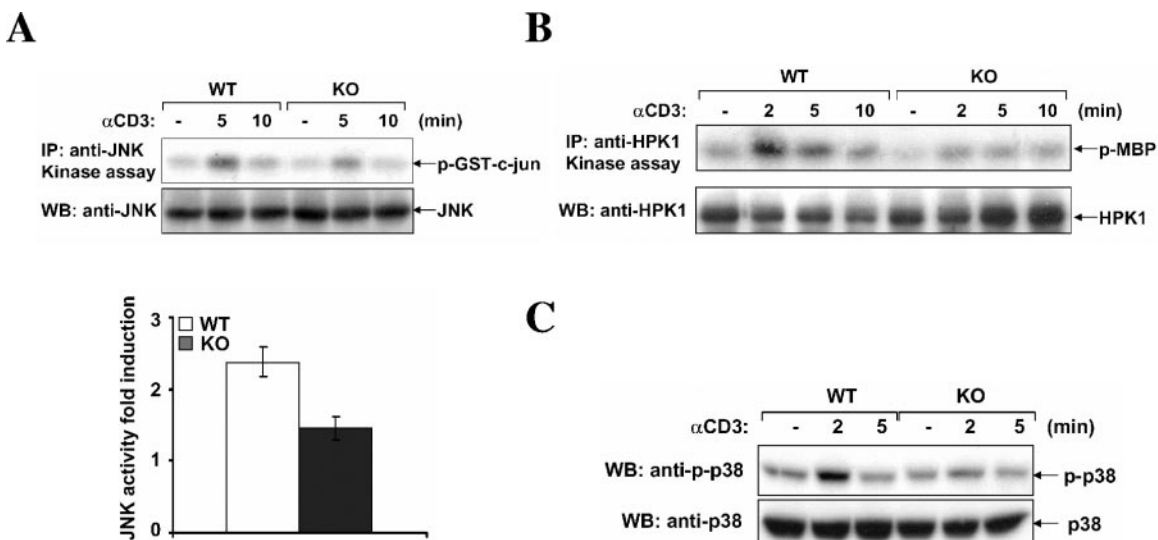 A
WT KO
αCD3: - 5 10 - 5 10 (min)
IP: anti-JNK
Kinase assay
p-GST-c-jun
WB: anti-JNK JNK
JNK activity fold induction
3
2
1
0
WT
KO
B
WT KO
αCD3: - 2 5 10 - 2 5 10 (min)
IP: anti-HPK1
Kinase assay
p-MBP
WB: anti-HPK1 HPK1
C
WT KO
αCD3: - 2 5 - 2 5 (min)
WB: anti-p-p38 p-p38
WB: anti-p38 p38